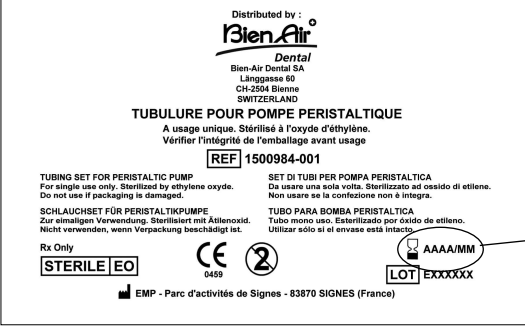 Distributed by :
Bien Air
Dental
Bien-Air Dental SA
Länggasse 60
CH-2504 Bienne
SWITZERLAND
TUBULURE POUR POMPE PERISTALTIQUE
A usage unique. Stérilisé à l'oxyde d'éthylène.
Vérifier l'intégrité de l'emballage avant usage
REF 1500984-001
TUBING SET FOR PERISTALTIC PUMP
For single use only. Sterilized by ethylene oxyde.
Do not use if packaging is damaged.
SET DI TUBI PER POMPA PERISTALTICA
Da usare una sola volta. Sterilizzato ad ossido di etilene.
Non usare se la confezione non è integra.
SCHLAUCHSET FÜR PERISTALTIKPUMPE
Zur eimaligen Verwendung. Sterilisiert mit Ätilenoxid.
Nicht verwenden, wenn Verpackung beschädigt ist.
TUBO PARA BOMBA PERISTALTICA
Tubo mono uso. Esterilizado por óxido de etileno.
Utilizar sólo si el envase está intacto.
Rx Only
STERILE EO
CE
0459
2
AAAA/MM
LOT EXXXXXX
EMP - Parc d'activités de Signes - 83870 SIGNES (France)